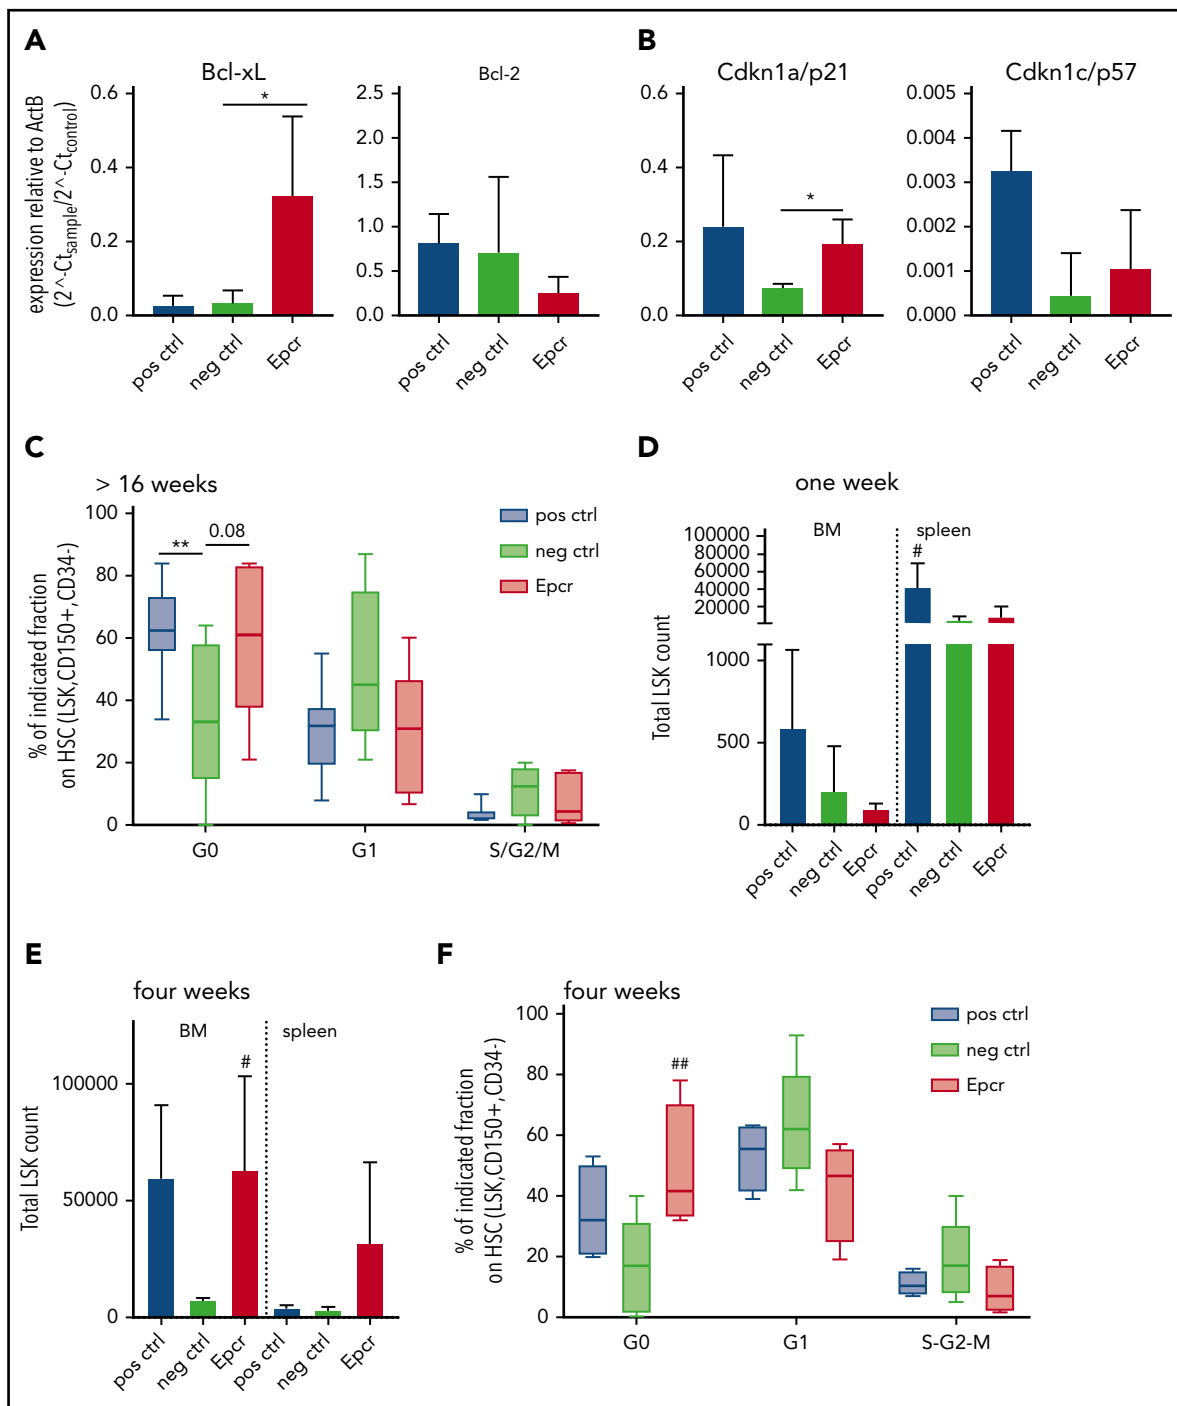 A
Bcl-xL
Bcl-2
expression relative to ActB
(2^-Ctsample/2^-Ctcontrol)
0.6
0.4
0.2
0.0
*
pos ctrl
neg ctrl
Epcr
2.5
2.0
1.5
1.0
0.5
0.0
pos ctrl
neg ctrl
Epcr
B
Cdkn1a/p21
Cdkn1c/p57
0.6
0.4
0.2
0.0
*
pos ctrl
neg ctrl
Epcr
0.005
0.004
0.003
0.002
0.001
0.000
pos ctrl
neg ctrl
Epcr
C
> 16 weeks
% of indicated fraction
on HSC (LSK,CD150+,CD34-)
100
80
60
40
20
0
**
0.08
pos ctrl
neg ctrl
Epcr
G0
G1
S/G2/M
D
one week
BM
spleen
Total LSK count
100000
80000
60000
40000
20000
1000
500
0
#
pos ctrl
neg ctrl
Epcr
pos ctrl
neg ctrl
Epcr
E
four weeks
BM
spleen
Total LSK count
100000
50000
0
#
pos ctrl
neg ctrl
Epcr
pos ctrl
neg ctrl
Epcr
F
four weeks
% of indicated fraction
on HSC (LSK,CD150+,CD34-)
100
80
60
40
20
0
##
pos ctrl
neg ctrl
Epcr
G0
G1
S-G2-M